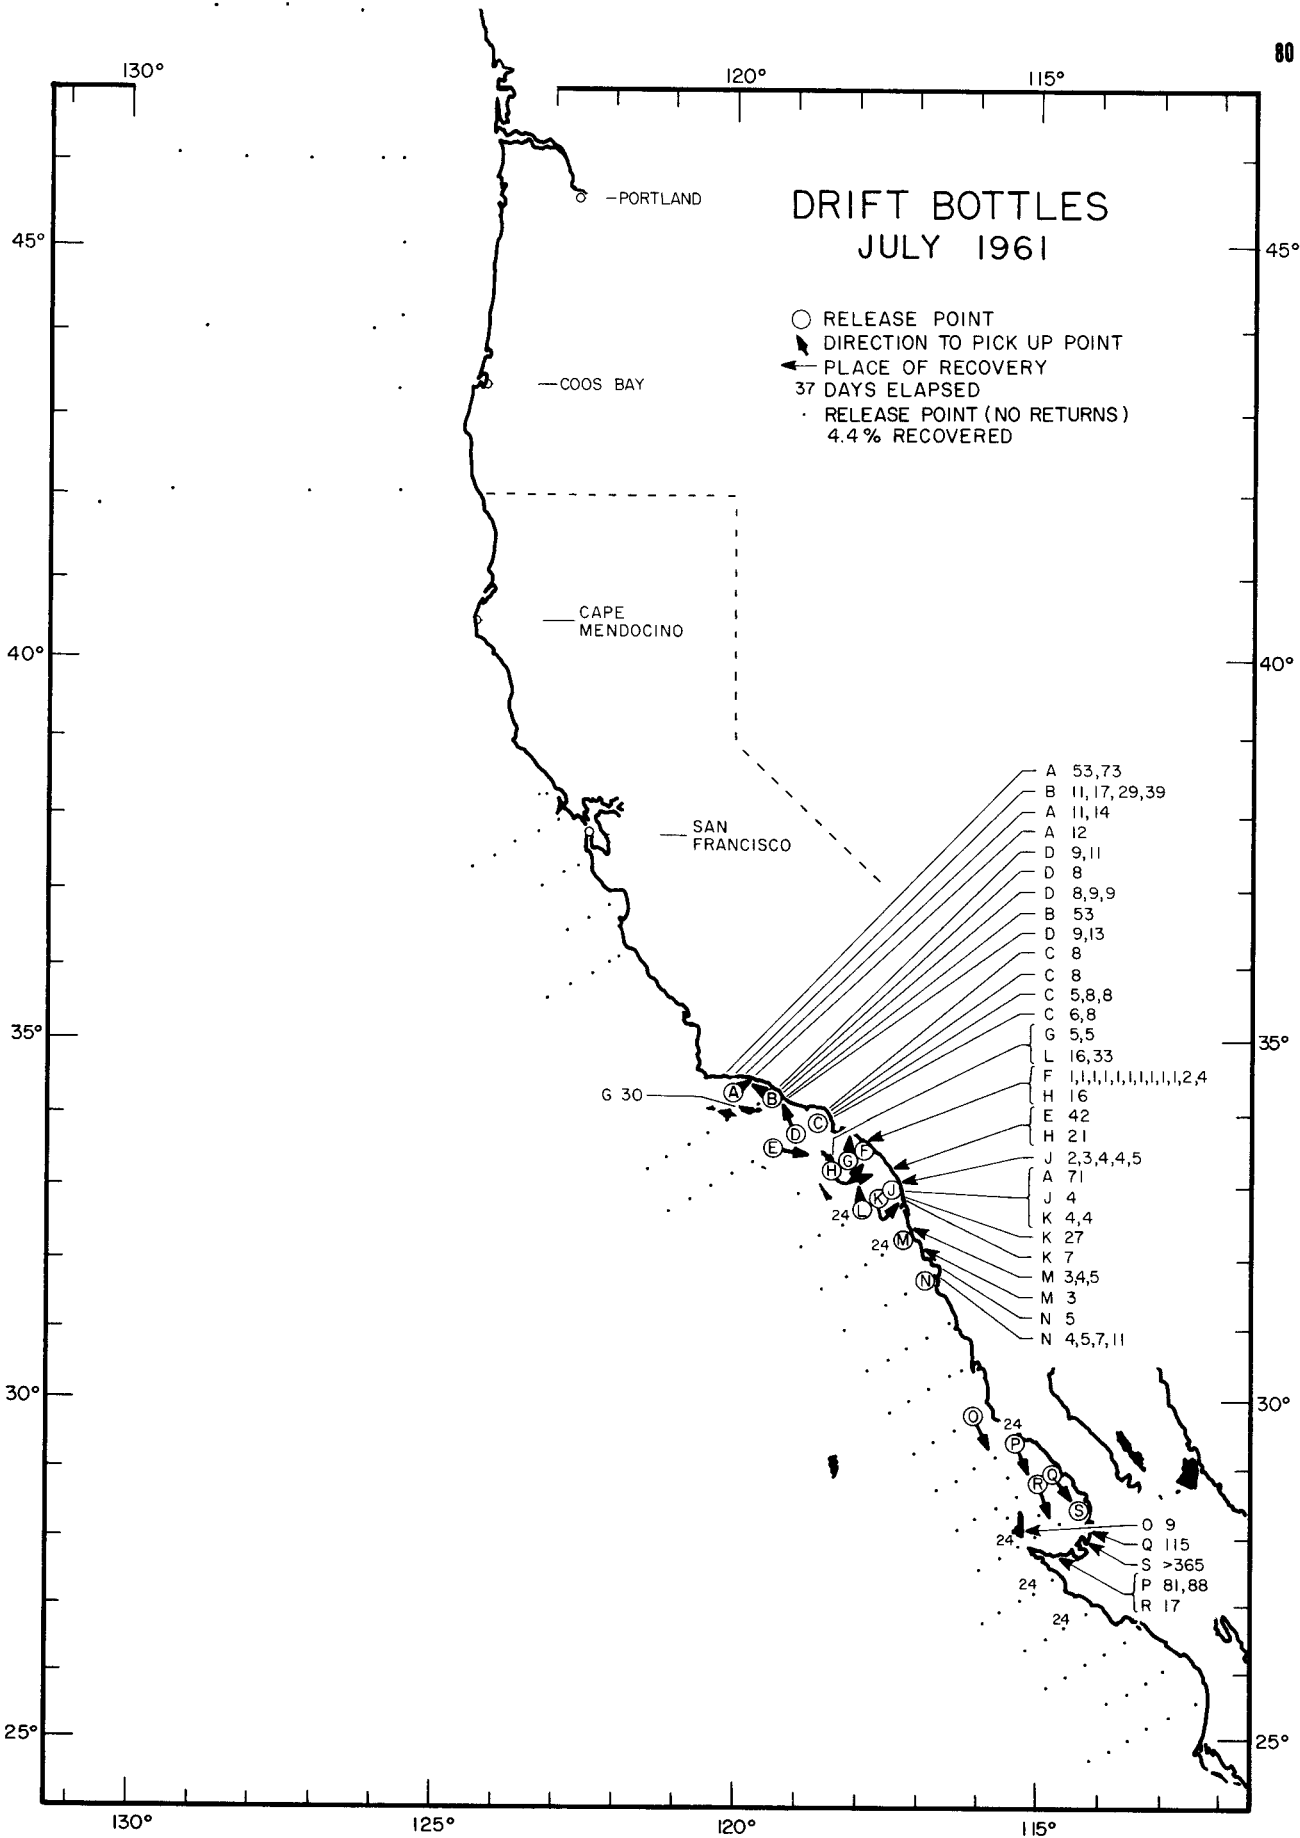 80
130°
120°
115°
DRIFT BOTTLES
JULY 1961
RELEASE POINT
DIRECTION TO PICK UP POINT
PLACE OF RECOVERY
37 DAYS ELAPSED
RELEASE POINT (NO RETURNS)
4.4% RECOVERED
PORTLAND
45°
45°
COOS BAY
CAPE
MENDOCINO
40°
40°
SAN
FRANCISCO
A 53,73
B 11,17,29,39
A 11,14
A 12
D 9,11
D 8
D 8,9,9
B 53
D 9,13
C 8
C 8
C 5,8,8
C 6,8
G 5,5
L 16,33
F 1,1,1,1,1,1,1,1,1,1,2,4
H 16
E 42
H 21
J 2,3,4,4,5
A 71
J 4
K 4,4
K 27
K 7
M 3,4,5
M 3
N 5
N 4,5,7,11
35°
35°
G 30
A
B
C
D
E
F
G
H
J
K
L
24
M
24
N
30°
30°
O
24
P
Q
R
S
24
O 9
Q 115
S >365
P 81,88
R 17
24
24
25°
25°
130°
125°
120°
115°